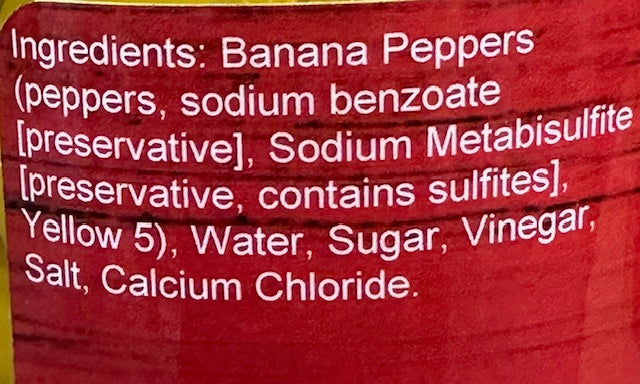 Ingredients: Banana Peppers
(peppers, sodium benzoate
[preservative], Sodium Metabisulfite
[preservative, contains sulfites],
Yellow 5), Water, Sugar, Vinegar,
Salt, Calcium Chloride.